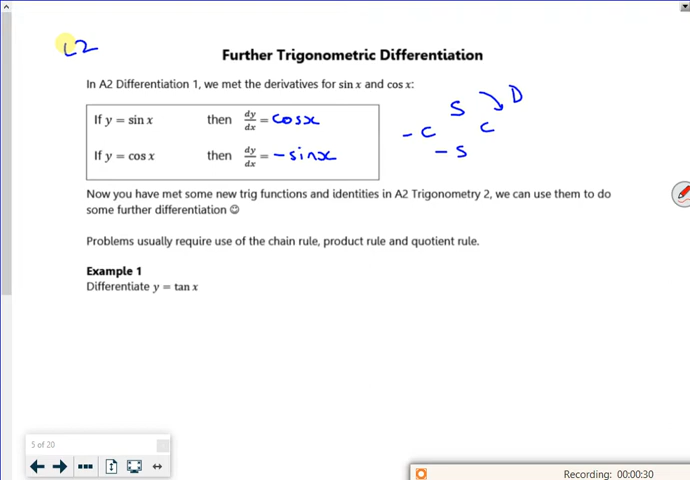 L2
Further Trigonometric Differentiation
In A2 Differentiation 1, we met the derivatives for sin x and cos x:
If y = sin x then dy/dx = cosx
If y = cos x then dy/dx = -sinx
S D
-C C
-S
Now you have met some new trig functions and identities in A2 Trigonometry 2, we can use them to do
some further differentiation ☺
Problems usually require use of the chain rule, product rule and quotient rule.
Example 1
Differentiate y = tan x
5 of 20
Recording: 00:00:30